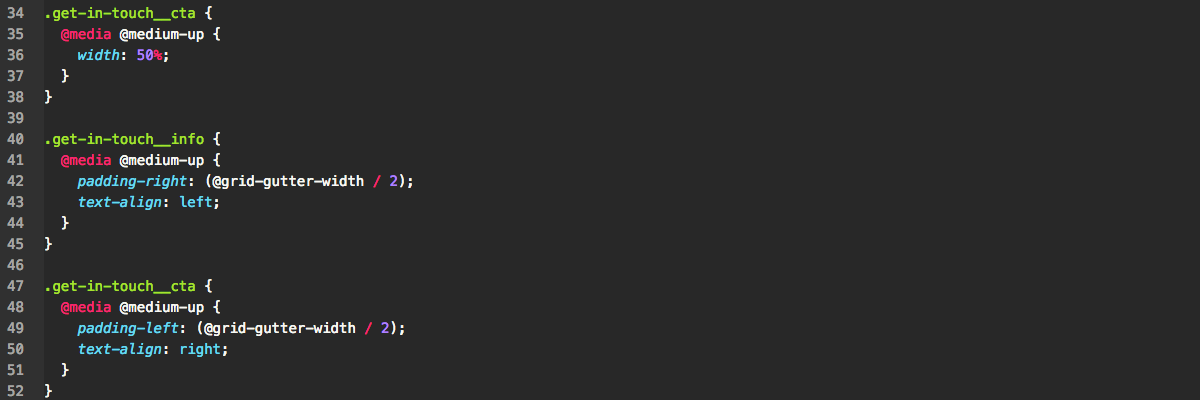 34 .get-in-touch__cta {
35   @media @medium-up {
36     width: 50%;
37   }
38 }
39
40 .get-in-touch__info {
41   @media @medium-up {
42     padding-right: (@grid-gutter-width / 2);
43     text-align: left;
44   }
45 }
46
47 .get-in-touch__cta {
48   @media @medium-up {
49     padding-left: (@grid-gutter-width / 2);
50     text-align: right;
51   }
52 }